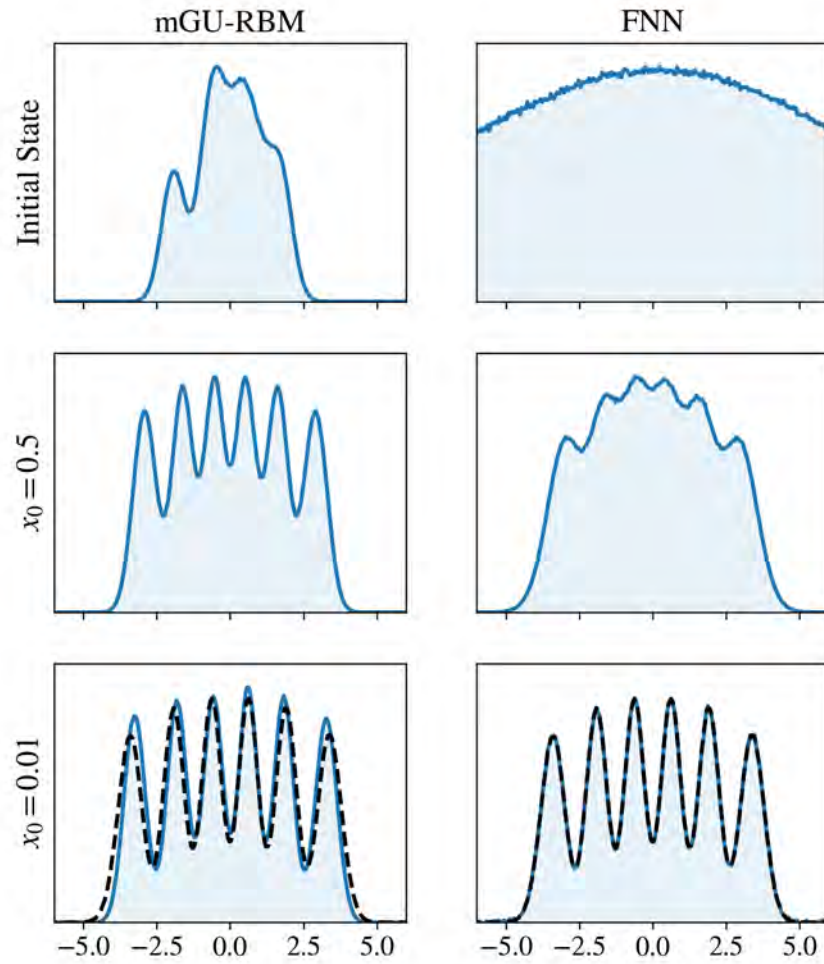 mGU-RBM FNN
Initial State
x₀ = 0.5
x₀ = 0.01
−5.0 −2.5 0.0 2.5 5.0 −5.0 −2.5 0.0 2.5 5.0